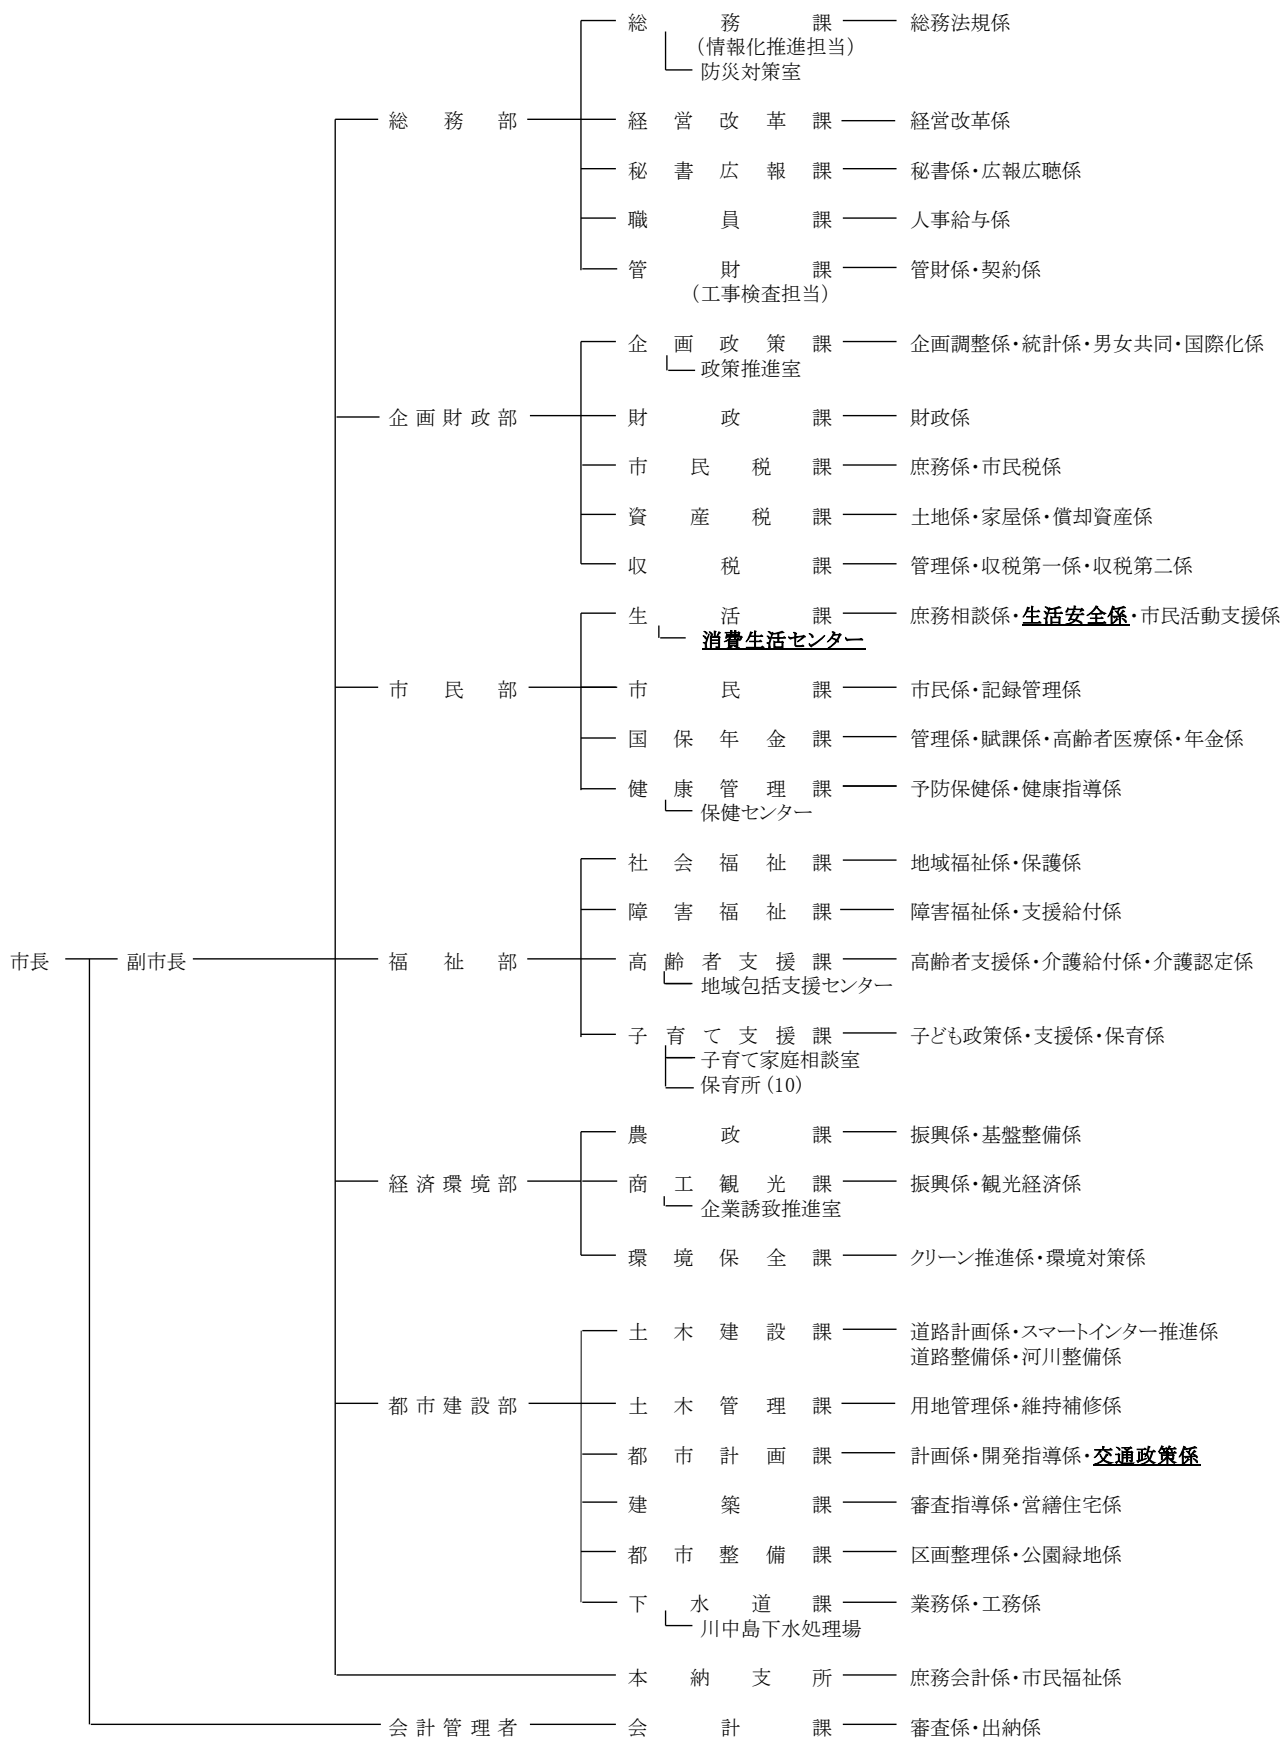 総務課 総務法規係
（情報化推進担当）
防災対策室
総務部 経営改革課 経営改革係
秘書広報課 秘書係・広報広聴係
職員課 人事給与係
管財課 管財係・契約係
（工事検査担当）
企画政策課 企画調整係・統計係・男女共同・国際化係
政策推進室
企画財政部 財政課 財政係
市民税課 庶務係・市民税係
資産税課 土地係・家屋係・償却資産係
収税課 管理係・収税第一係・収税第二係
生活課 庶務相談係・生活安全係・市民活動支援係
消費生活センター
市民部 市民課 市民係・記録管理係
国保年金課 管理係・賦課係・高齢者医療係・年金係
健康管理課 予防保健係・健康指導係
保健センター
社会福祉課 地域福祉係・保護係
障害福祉課 障害福祉係・支援給付係
市長 副市長 福祉部 高齢者支援課 高齢者支援係・介護給付係・介護認定係
地域包括支援センター
子育て支援課 子ども政策係・支援係・保育係
子育て家庭相談室
保育所(10)
農政課 振興係・基盤整備係
経済環境部 商工観光課 振興係・観光経済係
企業誘致推進室
環境保全課 クリーン推進係・環境対策係
土木建設課 道路計画係・スマートインター推進係
道路整備係・河川整備係
都市建設部 土木管理課 用地管理係・維持補修係
都市計画課 計画係・開発指導係・交通政策係
建築課 審査指導係・営繕住宅係
都市整備課 区画整理係・公園緑地係
下水道課 業務係・工務係
川中島下水処理場
本納支所 庶務会計係・市民福祉係
会計管理者 会計課 審査係・出納係